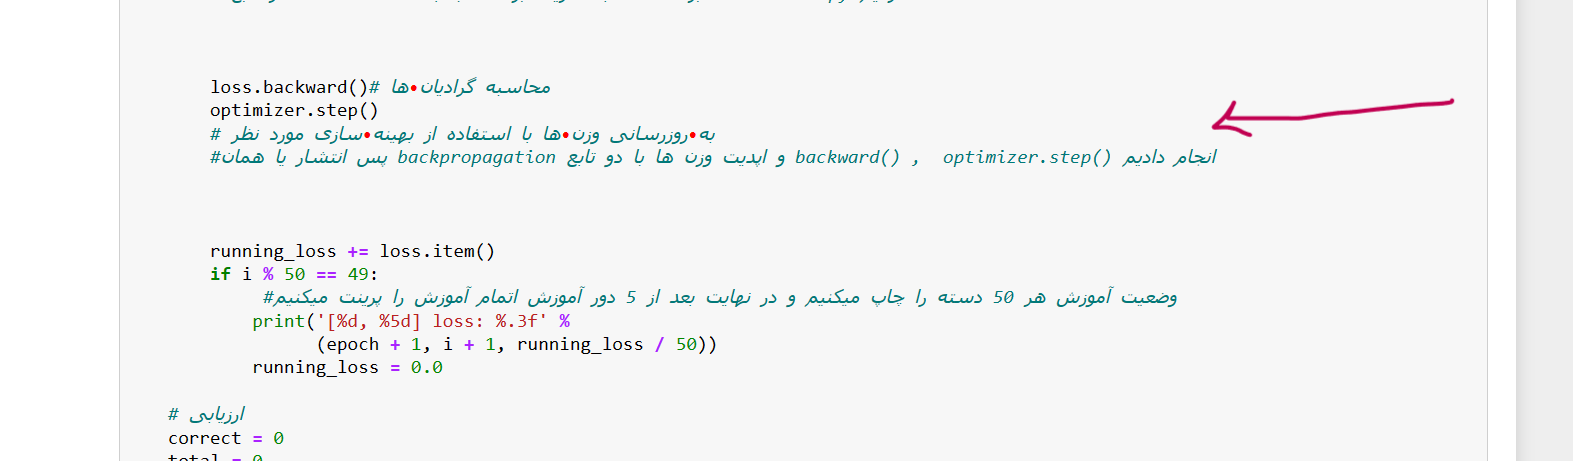 loss.backward()# محاسبه گرادیان‌ها
optimizer.step()
# به‌روزرسانی وزن‌ها با استفاده از بهینه‌سازی مورد نظر
#پس انتشار یا همان backpropagation و اپدیت وزن ها با دو تابع backward() , optimizer.step() انجام دادیم
running_loss += loss.item()
if i % 50 == 49:
#وضعیت آموزش هر 50 دسته را چاپ میکنیم و در نهایت بعد از 5 دور آموزش اتمام آموزش را پرینت میکنیم
print('[%d, %5d] loss: %.3f' %
(epoch + 1, i + 1, running_loss / 50))
running_loss = 0.0
# ارزیابی
correct = 0
total = 0